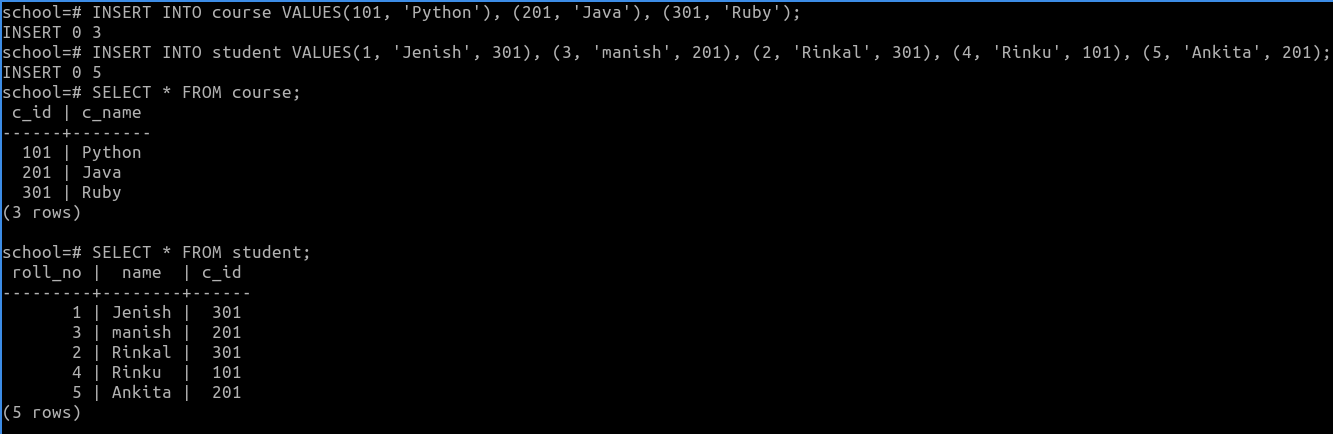 school=# INSERT INTO course VALUES(101, 'Python'), (201, 'Java'), (301, 'Ruby');
INSERT 0 3
school=# INSERT INTO student VALUES(1, 'Jenish', 301), (3, 'manish', 201), (2, 'Rinkal', 301), (4, 'Rinku', 101), (5, 'Ankita', 201);
INSERT 0 5
school=# SELECT * FROM course;
 c_id | c_name
------+--------
  101 | Python
  201 | Java
  301 | Ruby
(3 rows)

school=# SELECT * FROM student;
 roll_no |  name  | c_id
---------+--------+------
       1 | Jenish |  301
       3 | manish |  201
       2 | Rinkal |  301
       4 | Rinku  |  101
       5 | Ankita |  201
(5 rows)